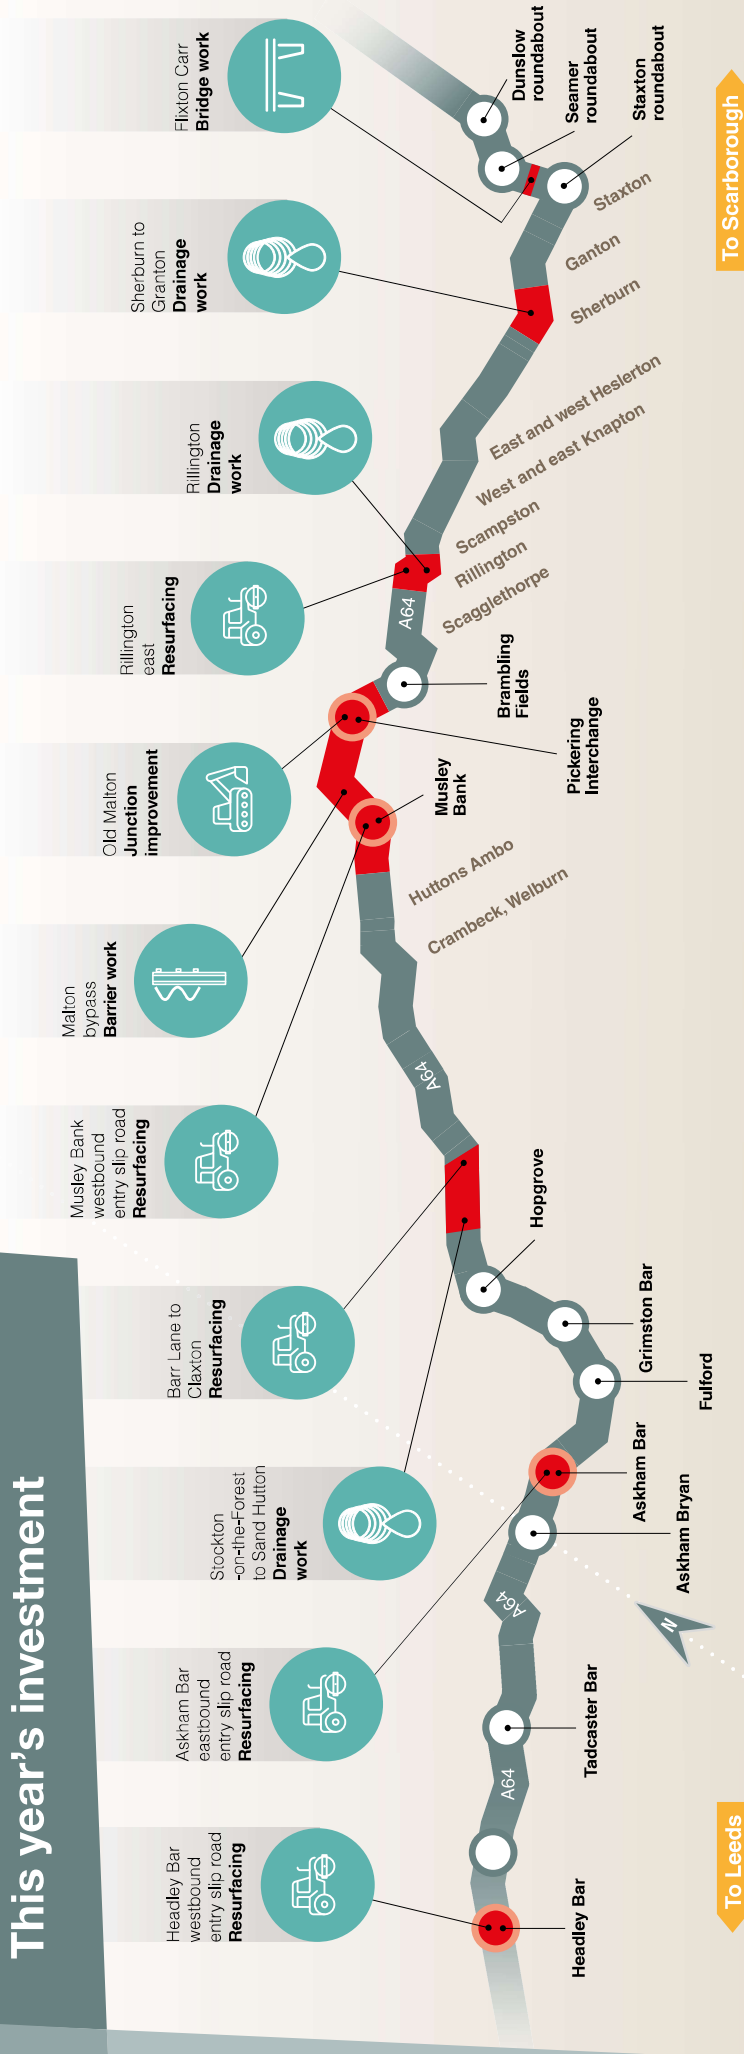 This year's investment
Headley Bar
westbound
entry slip road
Resurfacing
Askham Bar
eastbound
entry slip road
Resurfacing
Stockton
-on-the-Forest
to Sand Hutton
Drainage
work
Barr Lane to
Claxton
Resurfacing
Musley Bank
westbound
entry slip road
Resurfacing
Malton
bypass
Barrier work
Old Malton
Junction
improvement
Rillington
east
Resurfacing
Rillington
Drainage
work
Sherburn to
Granton
Drainage
work
Flixton Carr
Bridge work
A64
A64
A64
A64
Headley Bar
Tadcaster Bar
Askham Bryan
Askham Bar
Fulford
Grimston Bar
Hopgrove
Crambeck, Welburn
Huttons Ambo
Musley
Bank
Pickering
Interchange
Brambling
Fields
Scagglethorpe
Rillington
Scampston
West and east Knapton
East and west Heslerton
Sherburn
Ganton
Staxton
Staxton
roundabout
Seamer
roundabout
Dunslow
roundabout
N
To Leeds
To Scarborough